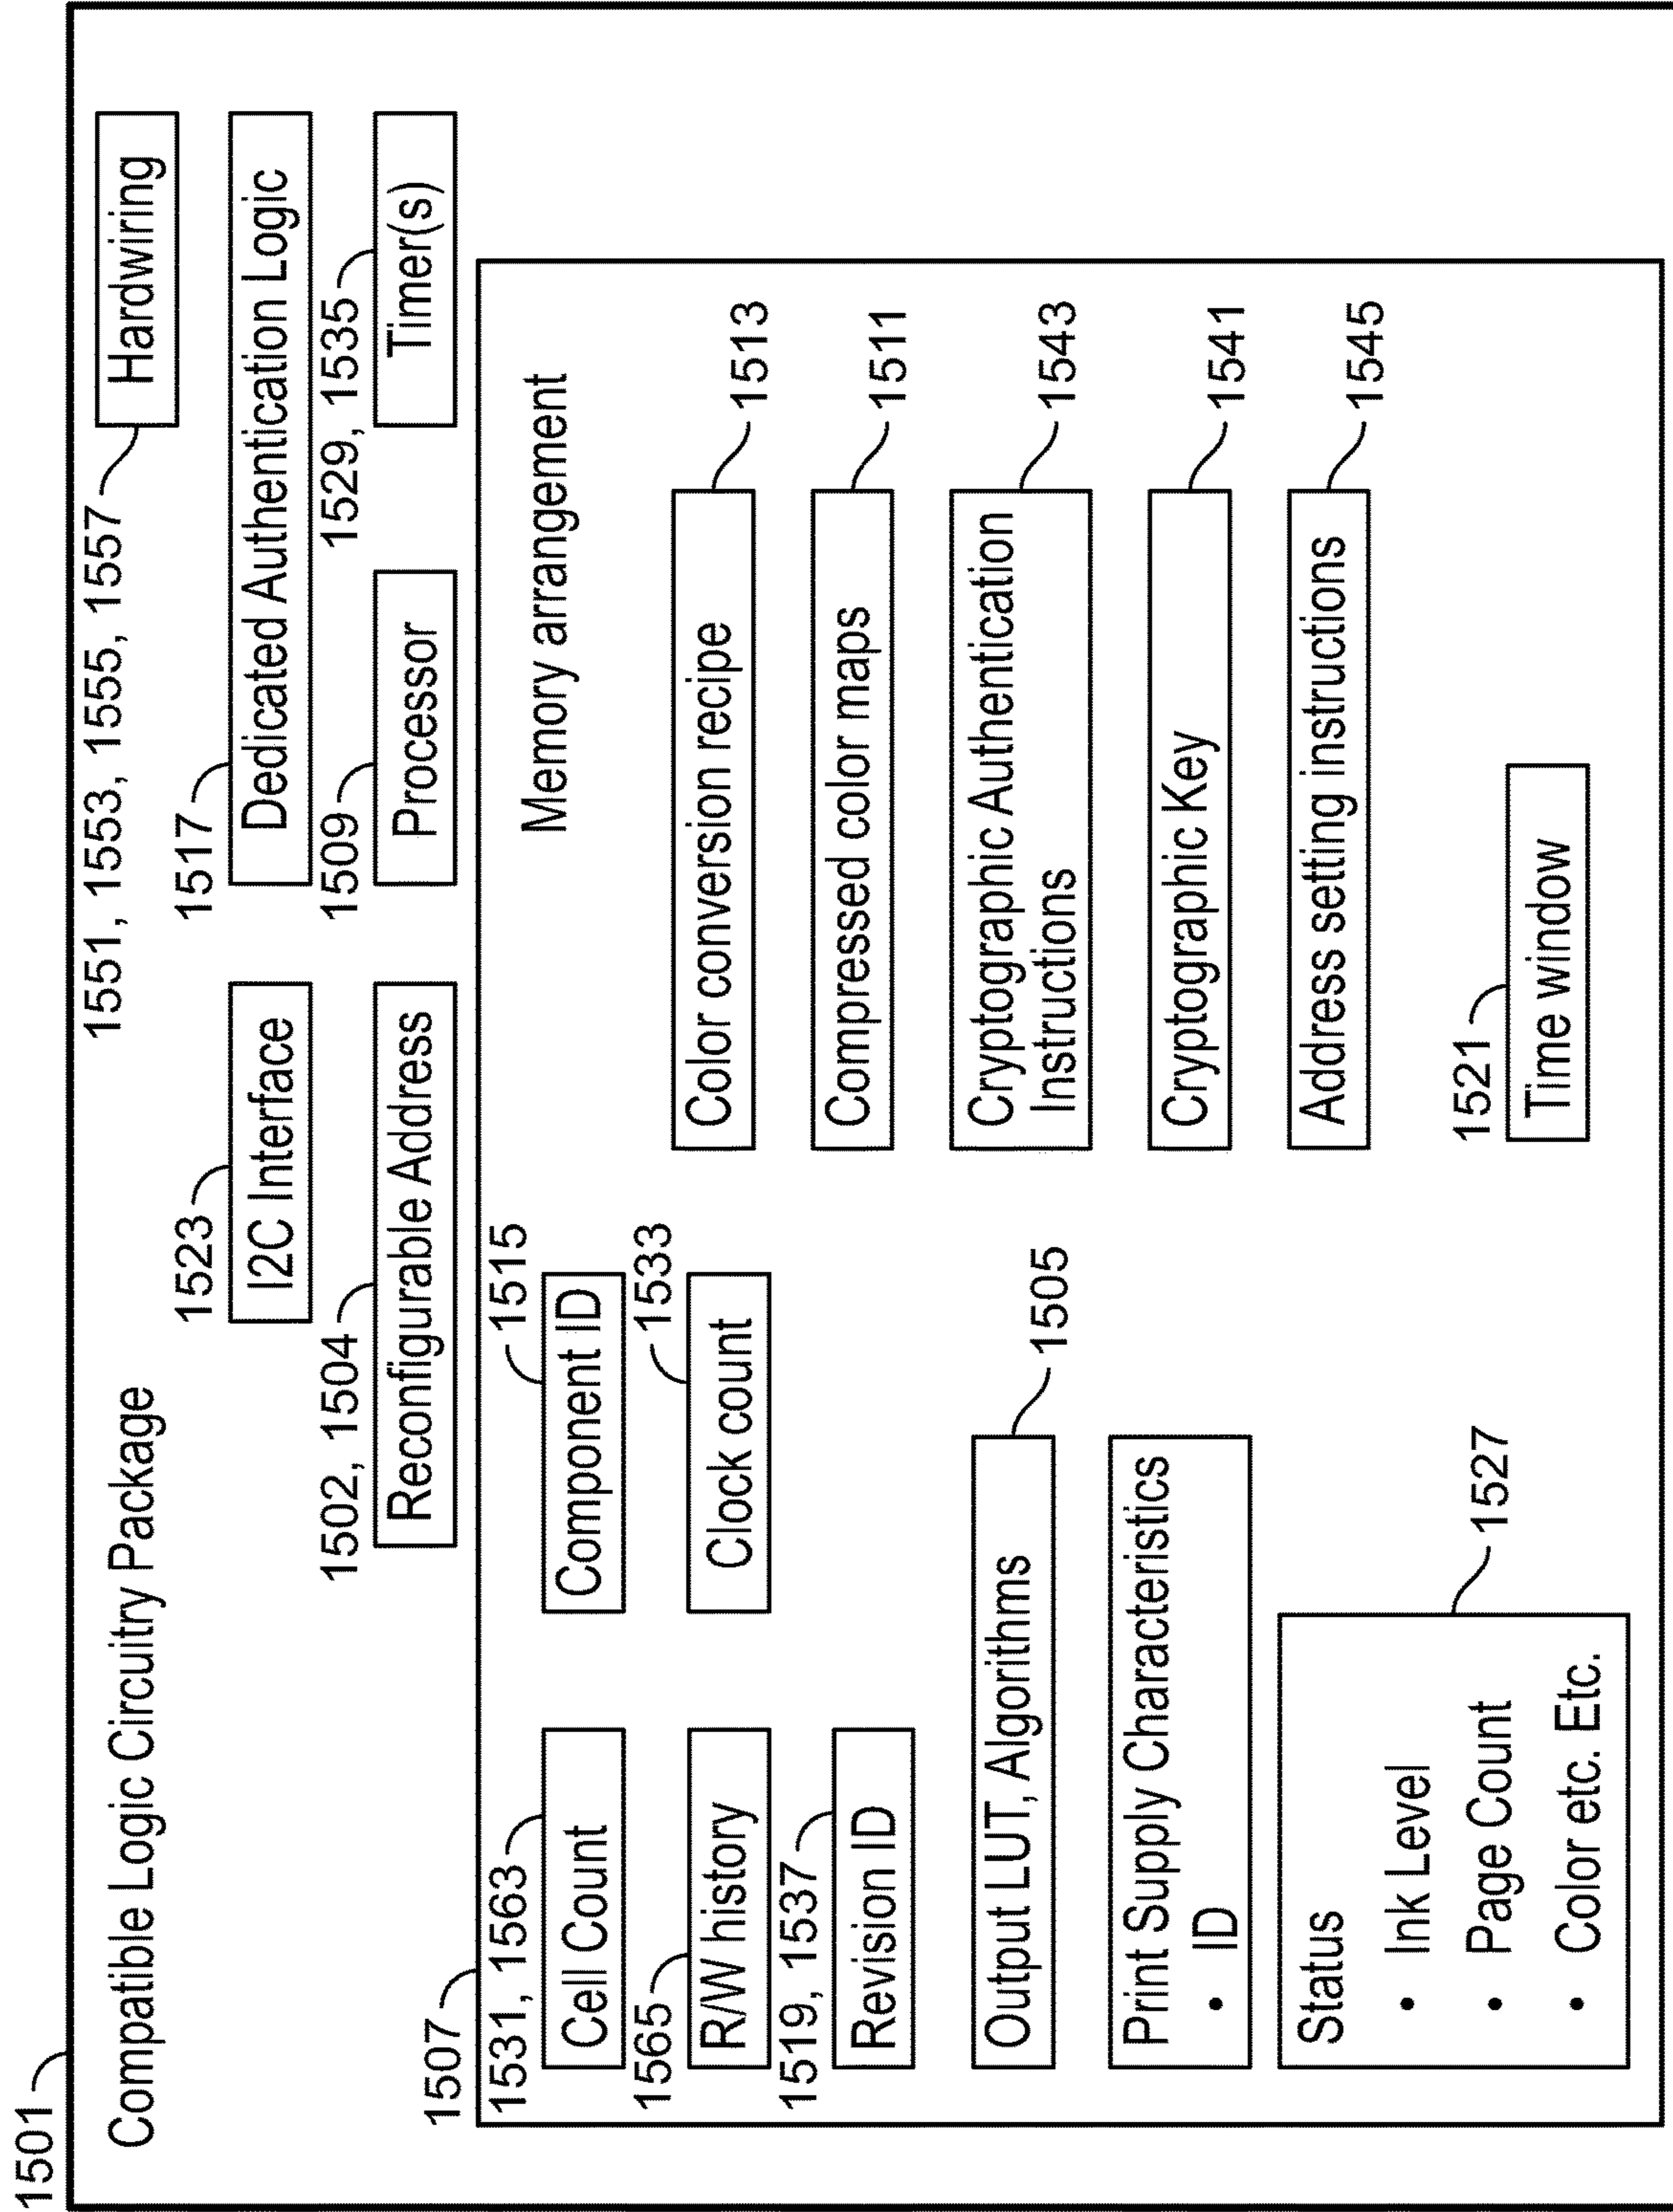 1501
Compatible Logic Circuitry Package
1551, 1553, 1555, 1557
Hardwiring
1523
I2C Interface
1517
Dedicated Authentication Logic
1502, 1504
Reconfigurable Address
1509
Processor
1529, 1535
Timer(s)
1507
Memory arrangement
1531, 1563
Cell Count
1515
Component ID
1565
R/W history
1533
Clock count
1519, 1537
Revision ID
Color conversion recipe
1513
Compressed color maps
1511
Output LUT, Algorithms
1505
Cryptographic Authentication
Instructions
1543
Print Supply Characteristics
• ID
Cryptographic Key
1541
Address setting instructions
1545
Status
• Ink Level
• Page Count
• Color etc. Etc.
1527
1521
Time window